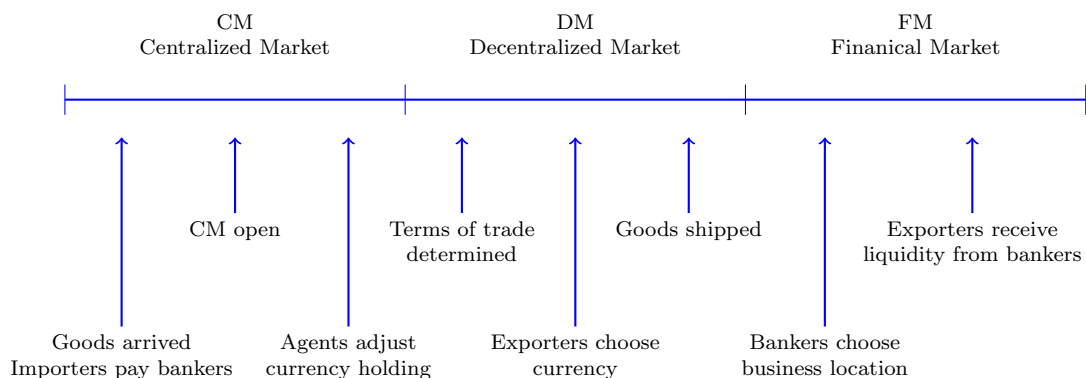 CM
Centralized Market
DM
Decentralized Market
FM
Finanical Market
CM open
Terms of trade
determined
Goods shipped
Exporters receive
liquidity from bankers
Goods arrived
Importers pay bankers
Agents adjust
currency holding
Exporters choose
currency
Bankers choose
business location